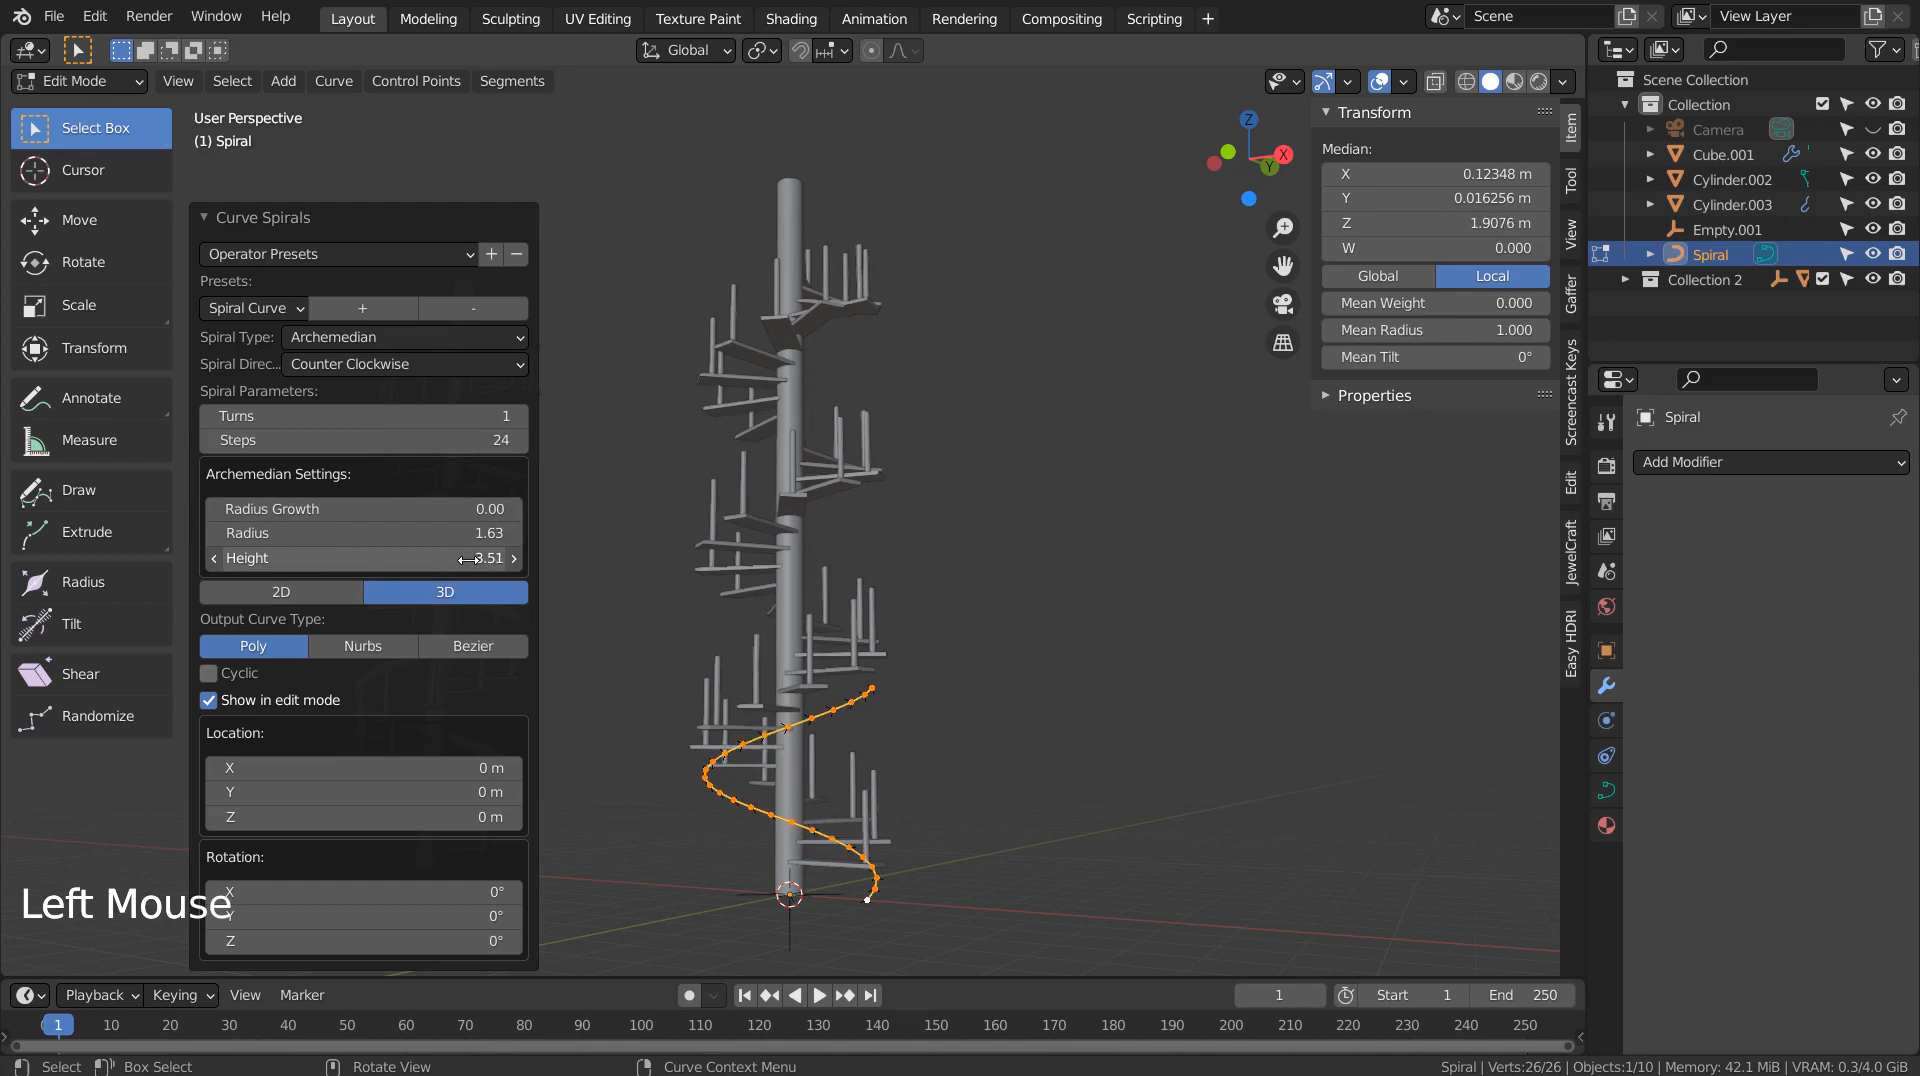 File Edit Render Window Help Layout Modeling Sculpting UV Editing Texture Paint Shading Animation Rendering Compositing Scripting + Scene View Layer
Global
Edit Mode View Select Add Curve Control Points Segments
Select Box
Cursor
Move
Rotate
Scale
Transform
Annotate
Measure
Draw
Extrude
Radius
Tilt
Shear
Randomize
User Perspective
(1) Spiral
Curve Spirals
Operator Presets + −
Presets:
Spiral Curve + -
Spiral Type: Archemedian
Spiral Direc... Counter Clockwise
Spiral Parameters:
Turns 1
Steps 24
Archemedian Settings:
Radius Growth 0.00
Radius 1.63
Height 3.51
2D 3D
Output Curve Type:
Poly Nurbs Bezier
Cyclic
Show in edit mode
Location:
X 0 m
Y 0 m
Z 0 m
Rotation:
X 0°
Y 0°
Z 0°
Left Mouse
Z
X
Y
Transform
Median:
X 0.12348 m
Y 0.016256 m
Z 1.9076 m
W 0.000
Global Local
Mean Weight 0.000
Mean Radius 1.000
Mean Tilt 0°
Properties
Item
Tool
View
Gaffer
Screencast Keys
Edit
JewelCraft
Easy HDRI
Scene Collection
Collection
Camera
Cube.001
Cylinder.002
Cylinder.003
Empty.001
Spiral
Collection 2
Spiral
Add Modifier
Playback Keying View Marker 1 Start 1 End 250
1 10 20 30 40 50 60 70 80 90 100 110 120 130 140 150 160 170 180 190 200 210 220 230 240 250
Select Box Select Rotate View Curve Context Menu Spiral | Verts:26/26 | Objects:1/10 | Memory: 42.1 MiB | VRAM: 0.3/4.0 GiB